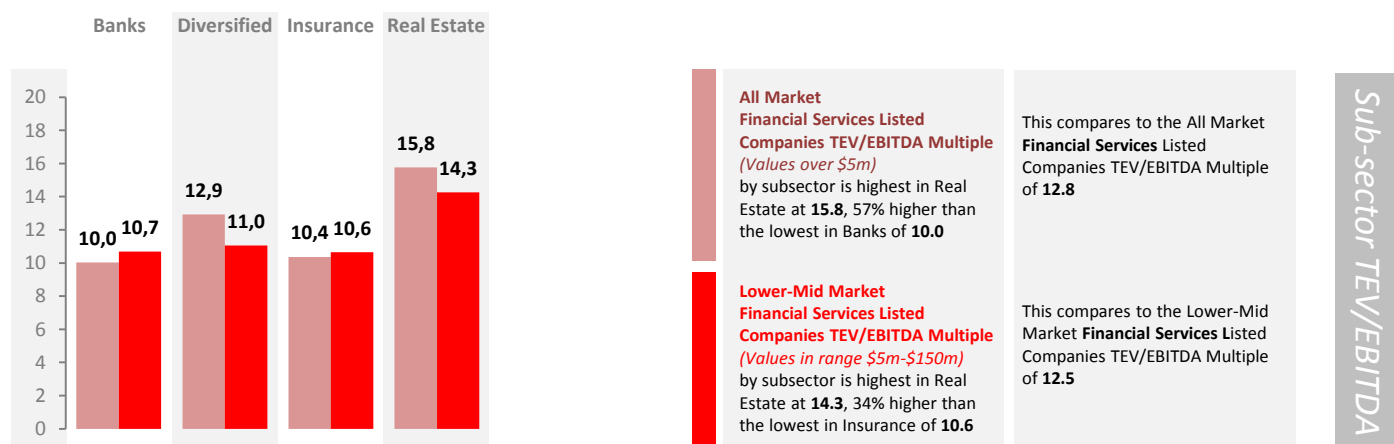 Banks Diversified Insurance Real Estate
20
18
16
14
12
10
8
6
4
2
0
10,0 10,7
12,9
11,0
10,4 10,6
15,8
14,3
All Market
Financial Services Listed
Companies TEV/EBITDA Multiple
(Values over $5m)
by subsector is highest in Real
Estate at 15.8, 57% higher than
the lowest in Banks of 10.0
This compares to the All Market
Financial Services Listed
Companies TEV/EBITDA Multiple
of 12.8
Lower-Mid Market
Financial Services Listed
Companies TEV/EBITDA Multiple
(Values in range $5m-$150m)
by subsector is highest in Real
Estate at 14.3, 34% higher than
the lowest in Insurance of 10.6
This compares to the Lower-Mid
Market Financial Services Listed
Companies TEV/EBITDA Multiple
of 12.5
Sub-sector TEV/EBITDA